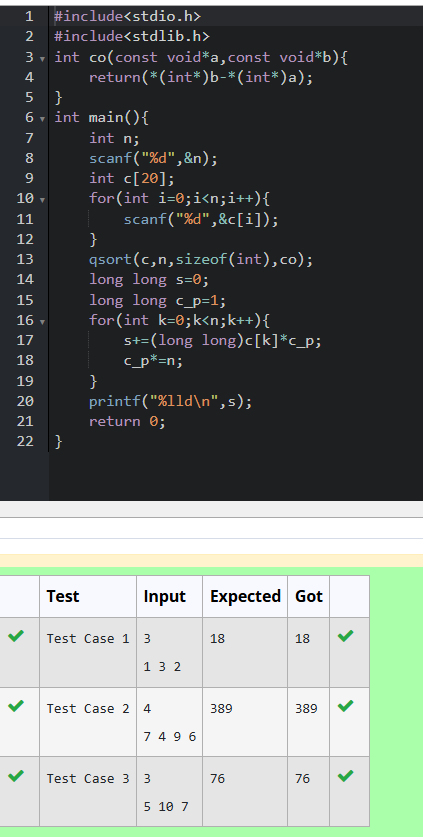 1 #include<stdio.h>
2 #include<stdlib.h>
3 int co(const void*a,const void*b){
4     return(*(int*)b-*(int*)a);
5 }
6 int main(){
7     int n;
8     scanf("%d",&n);
9     int c[20];
10     for(int i=0;i<n;i++){
11         scanf("%d",&c[i]);
12     }
13     qsort(c,n,sizeof(int),co);
14     long long s=0;
15     long long c_p=1;
16     for(int k=0;k<n;k++){
17         s+=(long long)c[k]*c_p;
18         c_p*=n;
19     }
20     printf("%lld\n",s);
21     return 0;
22 }
Test Input Expected Got
Test Case 1 3 18 18
1 3 2
Test Case 2 4 389 389
7 4 9 6
Test Case 3 3 76 76
5 10 7